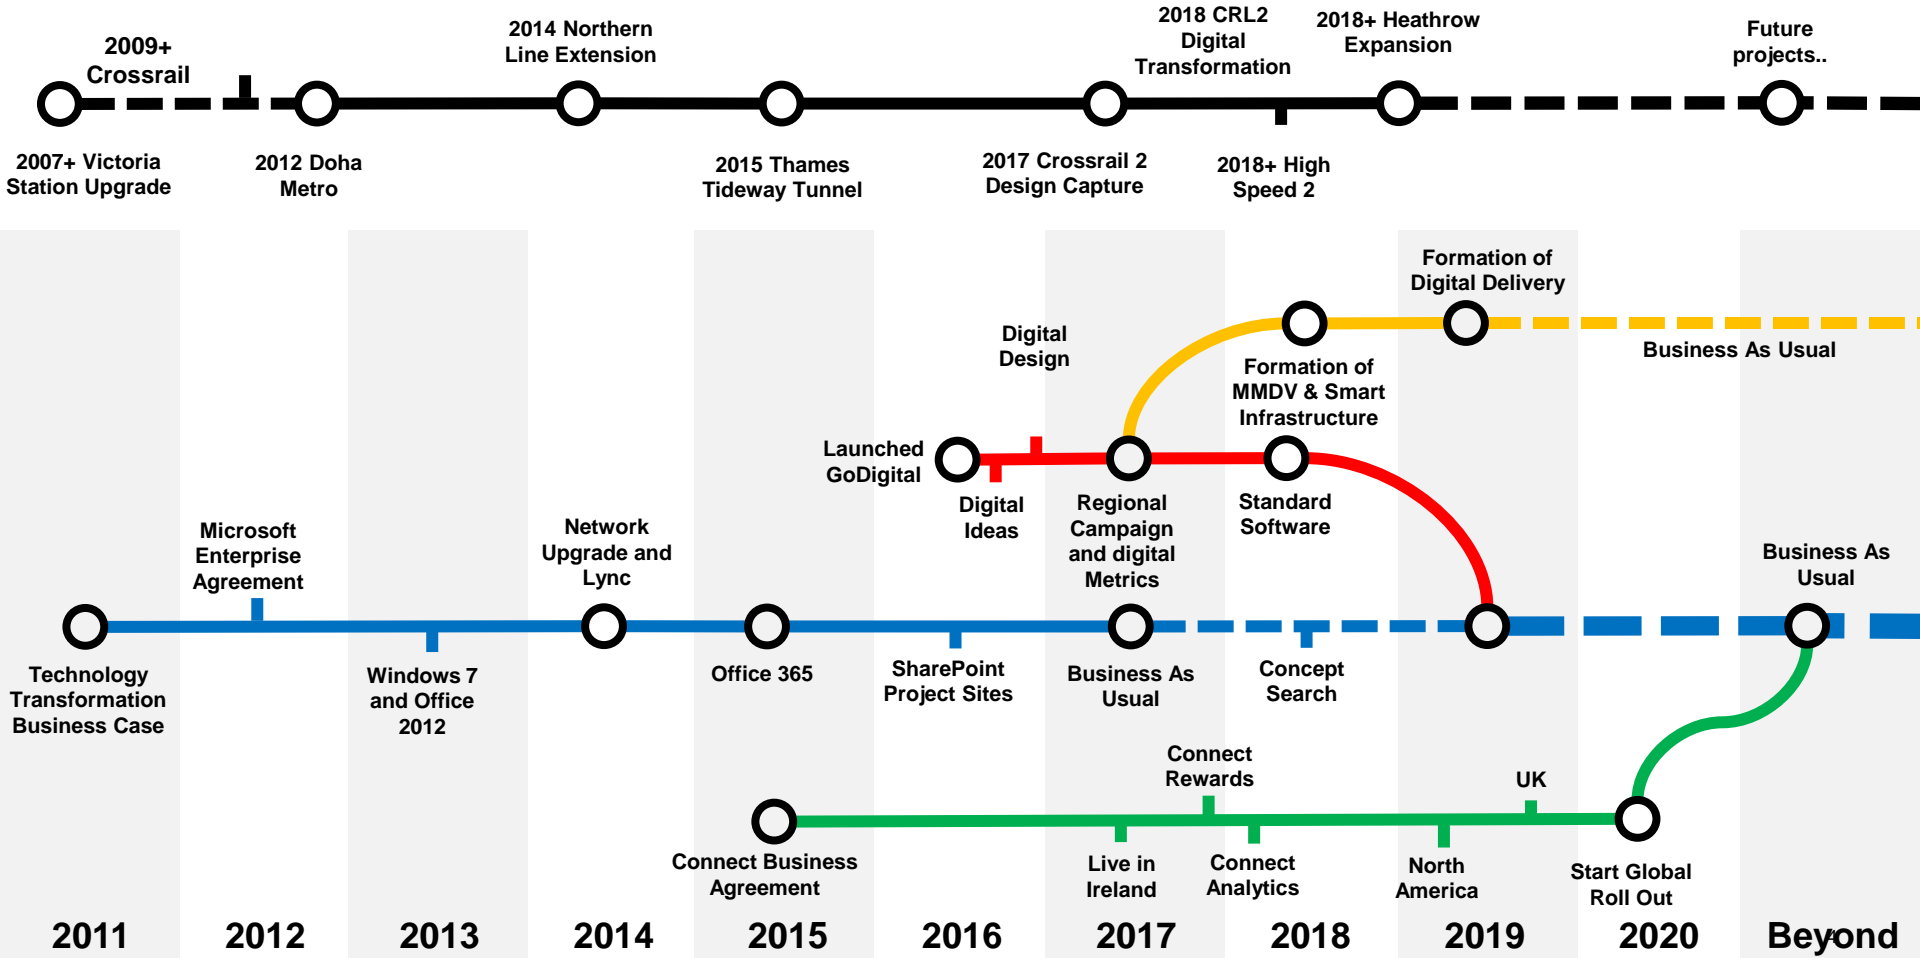 2009+
Crossrail
2014 Northern
Line Extension
2018 CRL2
Digital
Transformation
2018+ Heathrow
Expansion
Future
projects..
2007+ Victoria
Station Upgrade
2012 Doha
Metro
2015 Thames
Tideway Tunnel
2017 Crossrail 2
Design Capture
2018+ High
Speed 2
Formation of
Digital Delivery
Business As Usual
Digital
Design
Formation of
MMDV & Smart
Infrastructure
Launched
GoDigital
Digital
Ideas
Regional
Campaign
and digital
Metrics
Standard
Software
Microsoft
Enterprise
Agreement
Network
Upgrade and
Lync
Business As
Usual
Technology
Transformation
Business Case
Windows 7
and Office
2012
Office 365
SharePoint
Project Sites
Business As
Usual
Concept
Search
Connect
Rewards
UK
Connect Business
Agreement
Live in
Ireland
Connect
Analytics
North
America
Start Global
Roll Out
2011
2012
2013
2014
2015
2016
2017
2018
2019
2020
Beyond